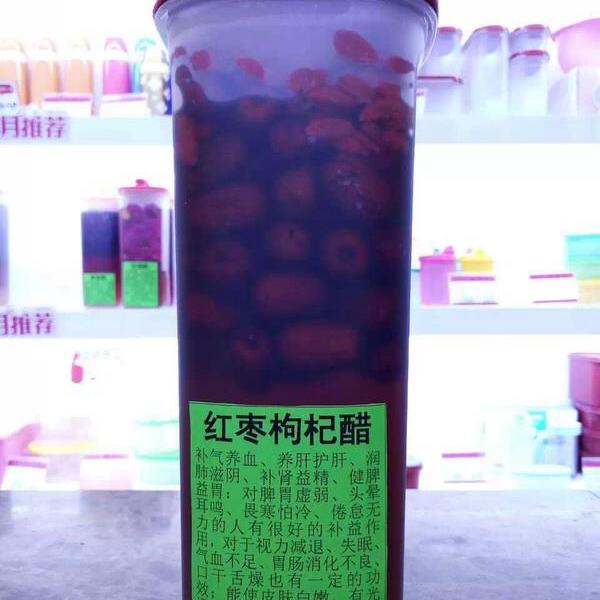 月推荐
月推荐
红枣枸杞醋
补气养血、养肝护肝、润
肺滋阴、补肾益精、健脾
益胃；对脾胃虚弱、头晕
耳鸣、畏寒怕冷、倦怠无
力的人有很好的补益作
用，对于视力减退、失眠、
气血不足、胃肠消化不良、
口干舌燥也有一定的功
效；能使皮肤白嫩、有光